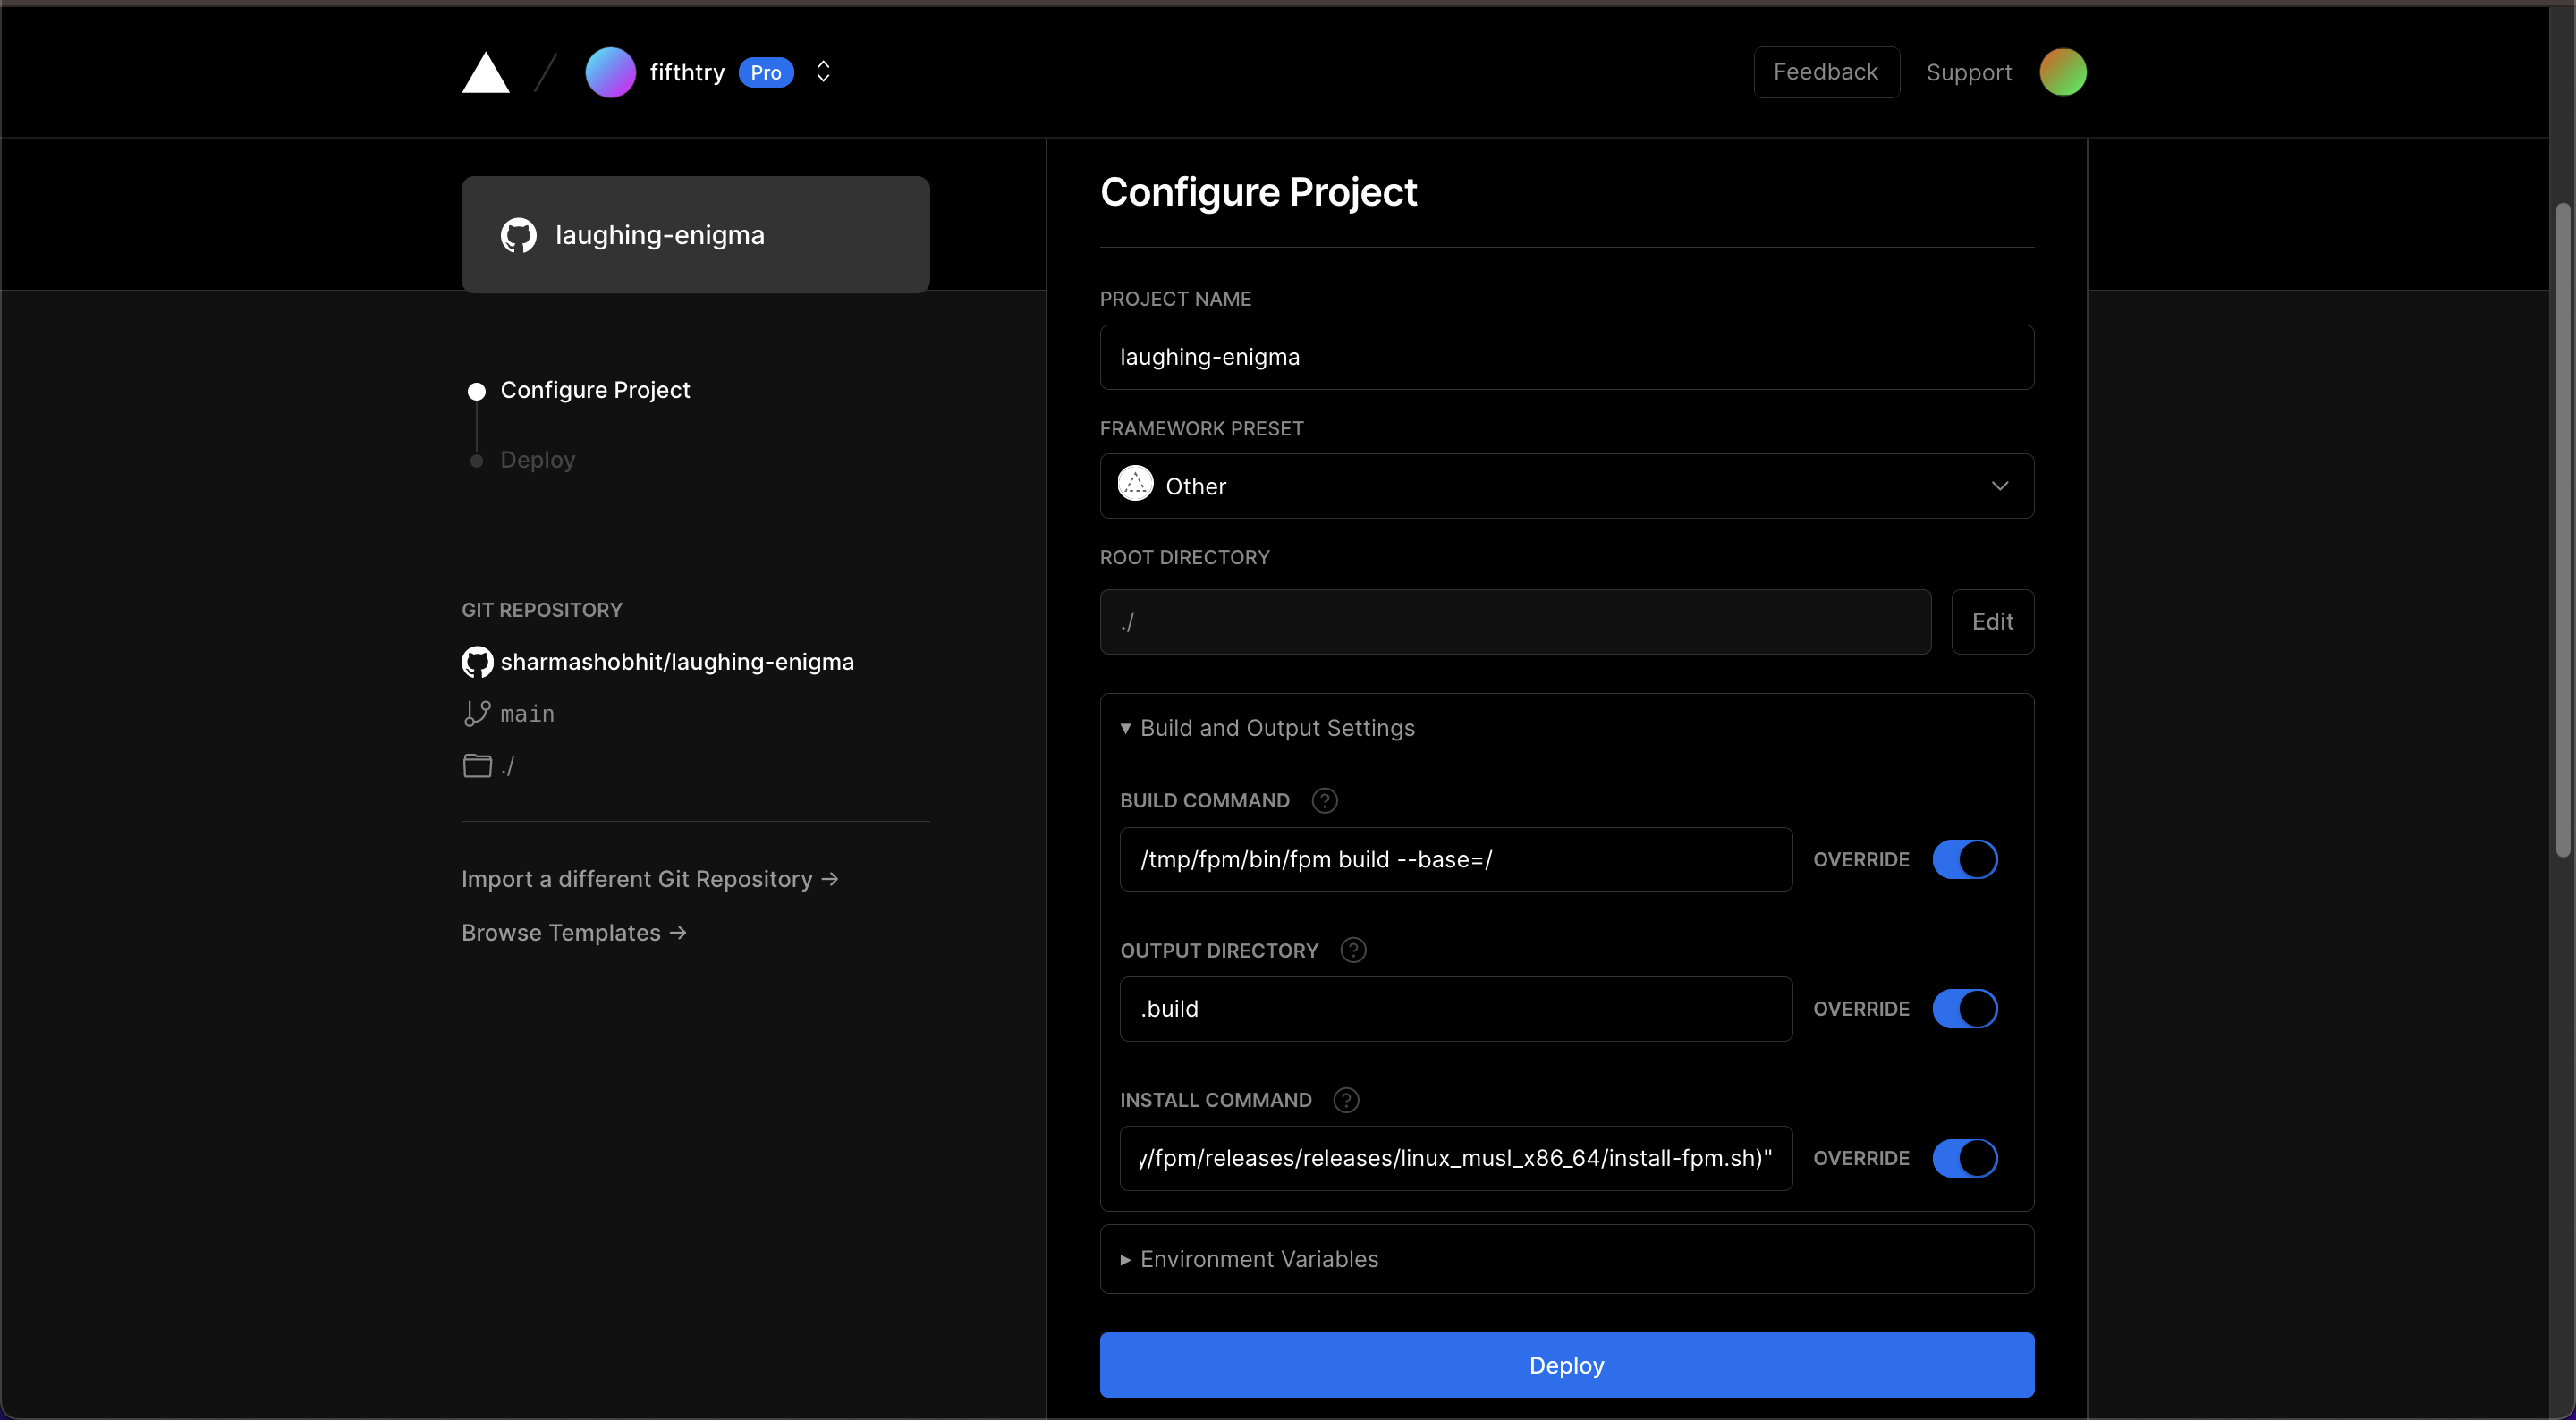 fifthtry Pro
Feedback Support
laughing-enigma
Configure Project
Deploy
GIT REPOSITORY
sharmashobhit/laughing-enigma
main
./
Import a different Git Repository →
Browse Templates →
Configure Project
PROJECT NAME
laughing-enigma
FRAMEWORK PRESET
Other
ROOT DIRECTORY
./ Edit
▾ Build and Output Settings
BUILD COMMAND ?
/tmp/fpm/bin/fpm build --base=/ OVERRIDE
OUTPUT DIRECTORY ?
.build OVERRIDE
INSTALL COMMAND ?
y/fpm/releases/releases/linux_musl_x86_64/install-fpm.sh)" OVERRIDE
▸ Environment Variables
Deploy